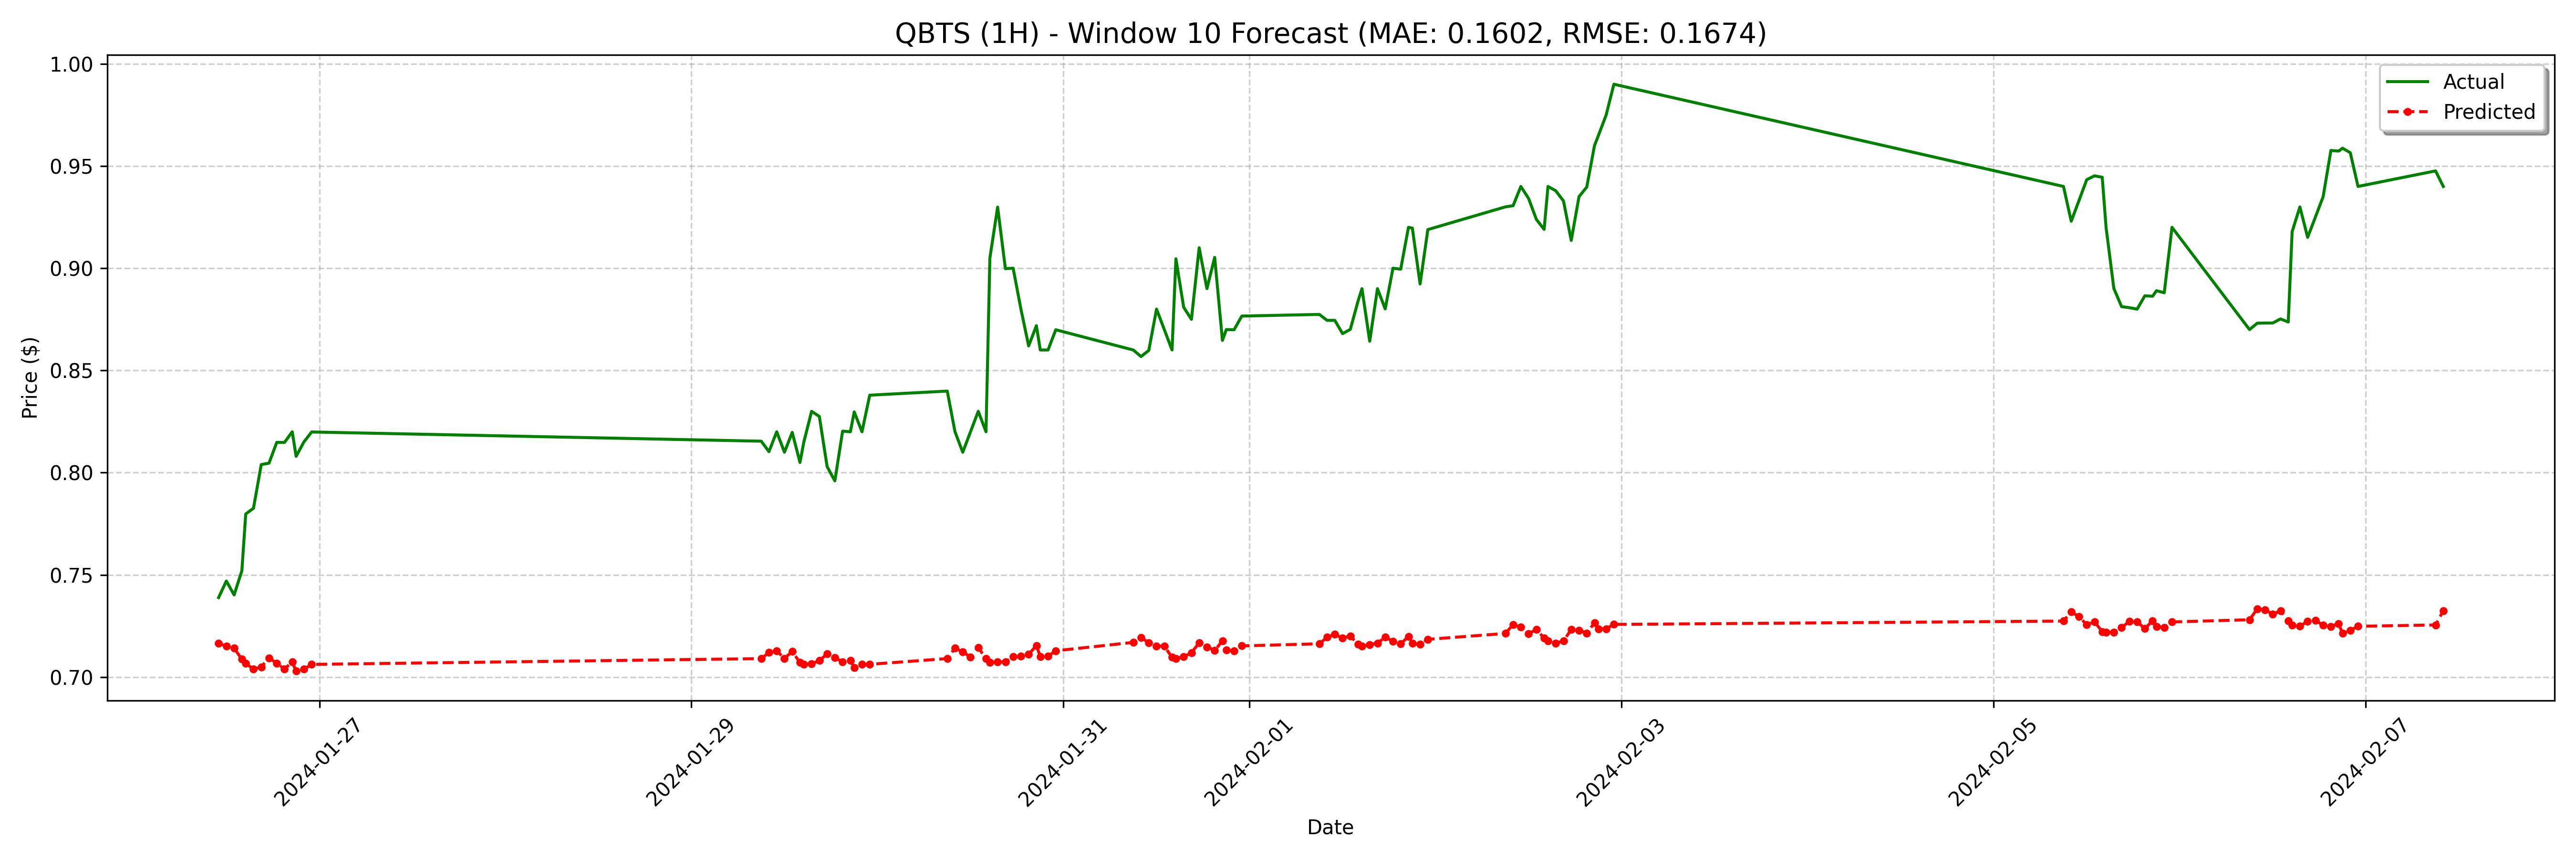 QBTS (1H) - Window 10 Forecast (MAE: 0.1602, RMSE: 0.1674)
Actual
Predicted
Price ($)
1.00
0.95
0.90
0.85
0.80
0.75
0.70
2024-01-27
2024-01-29
2024-01-31
2024-02-01
2024-02-03
2024-02-05
2024-02-07
Date